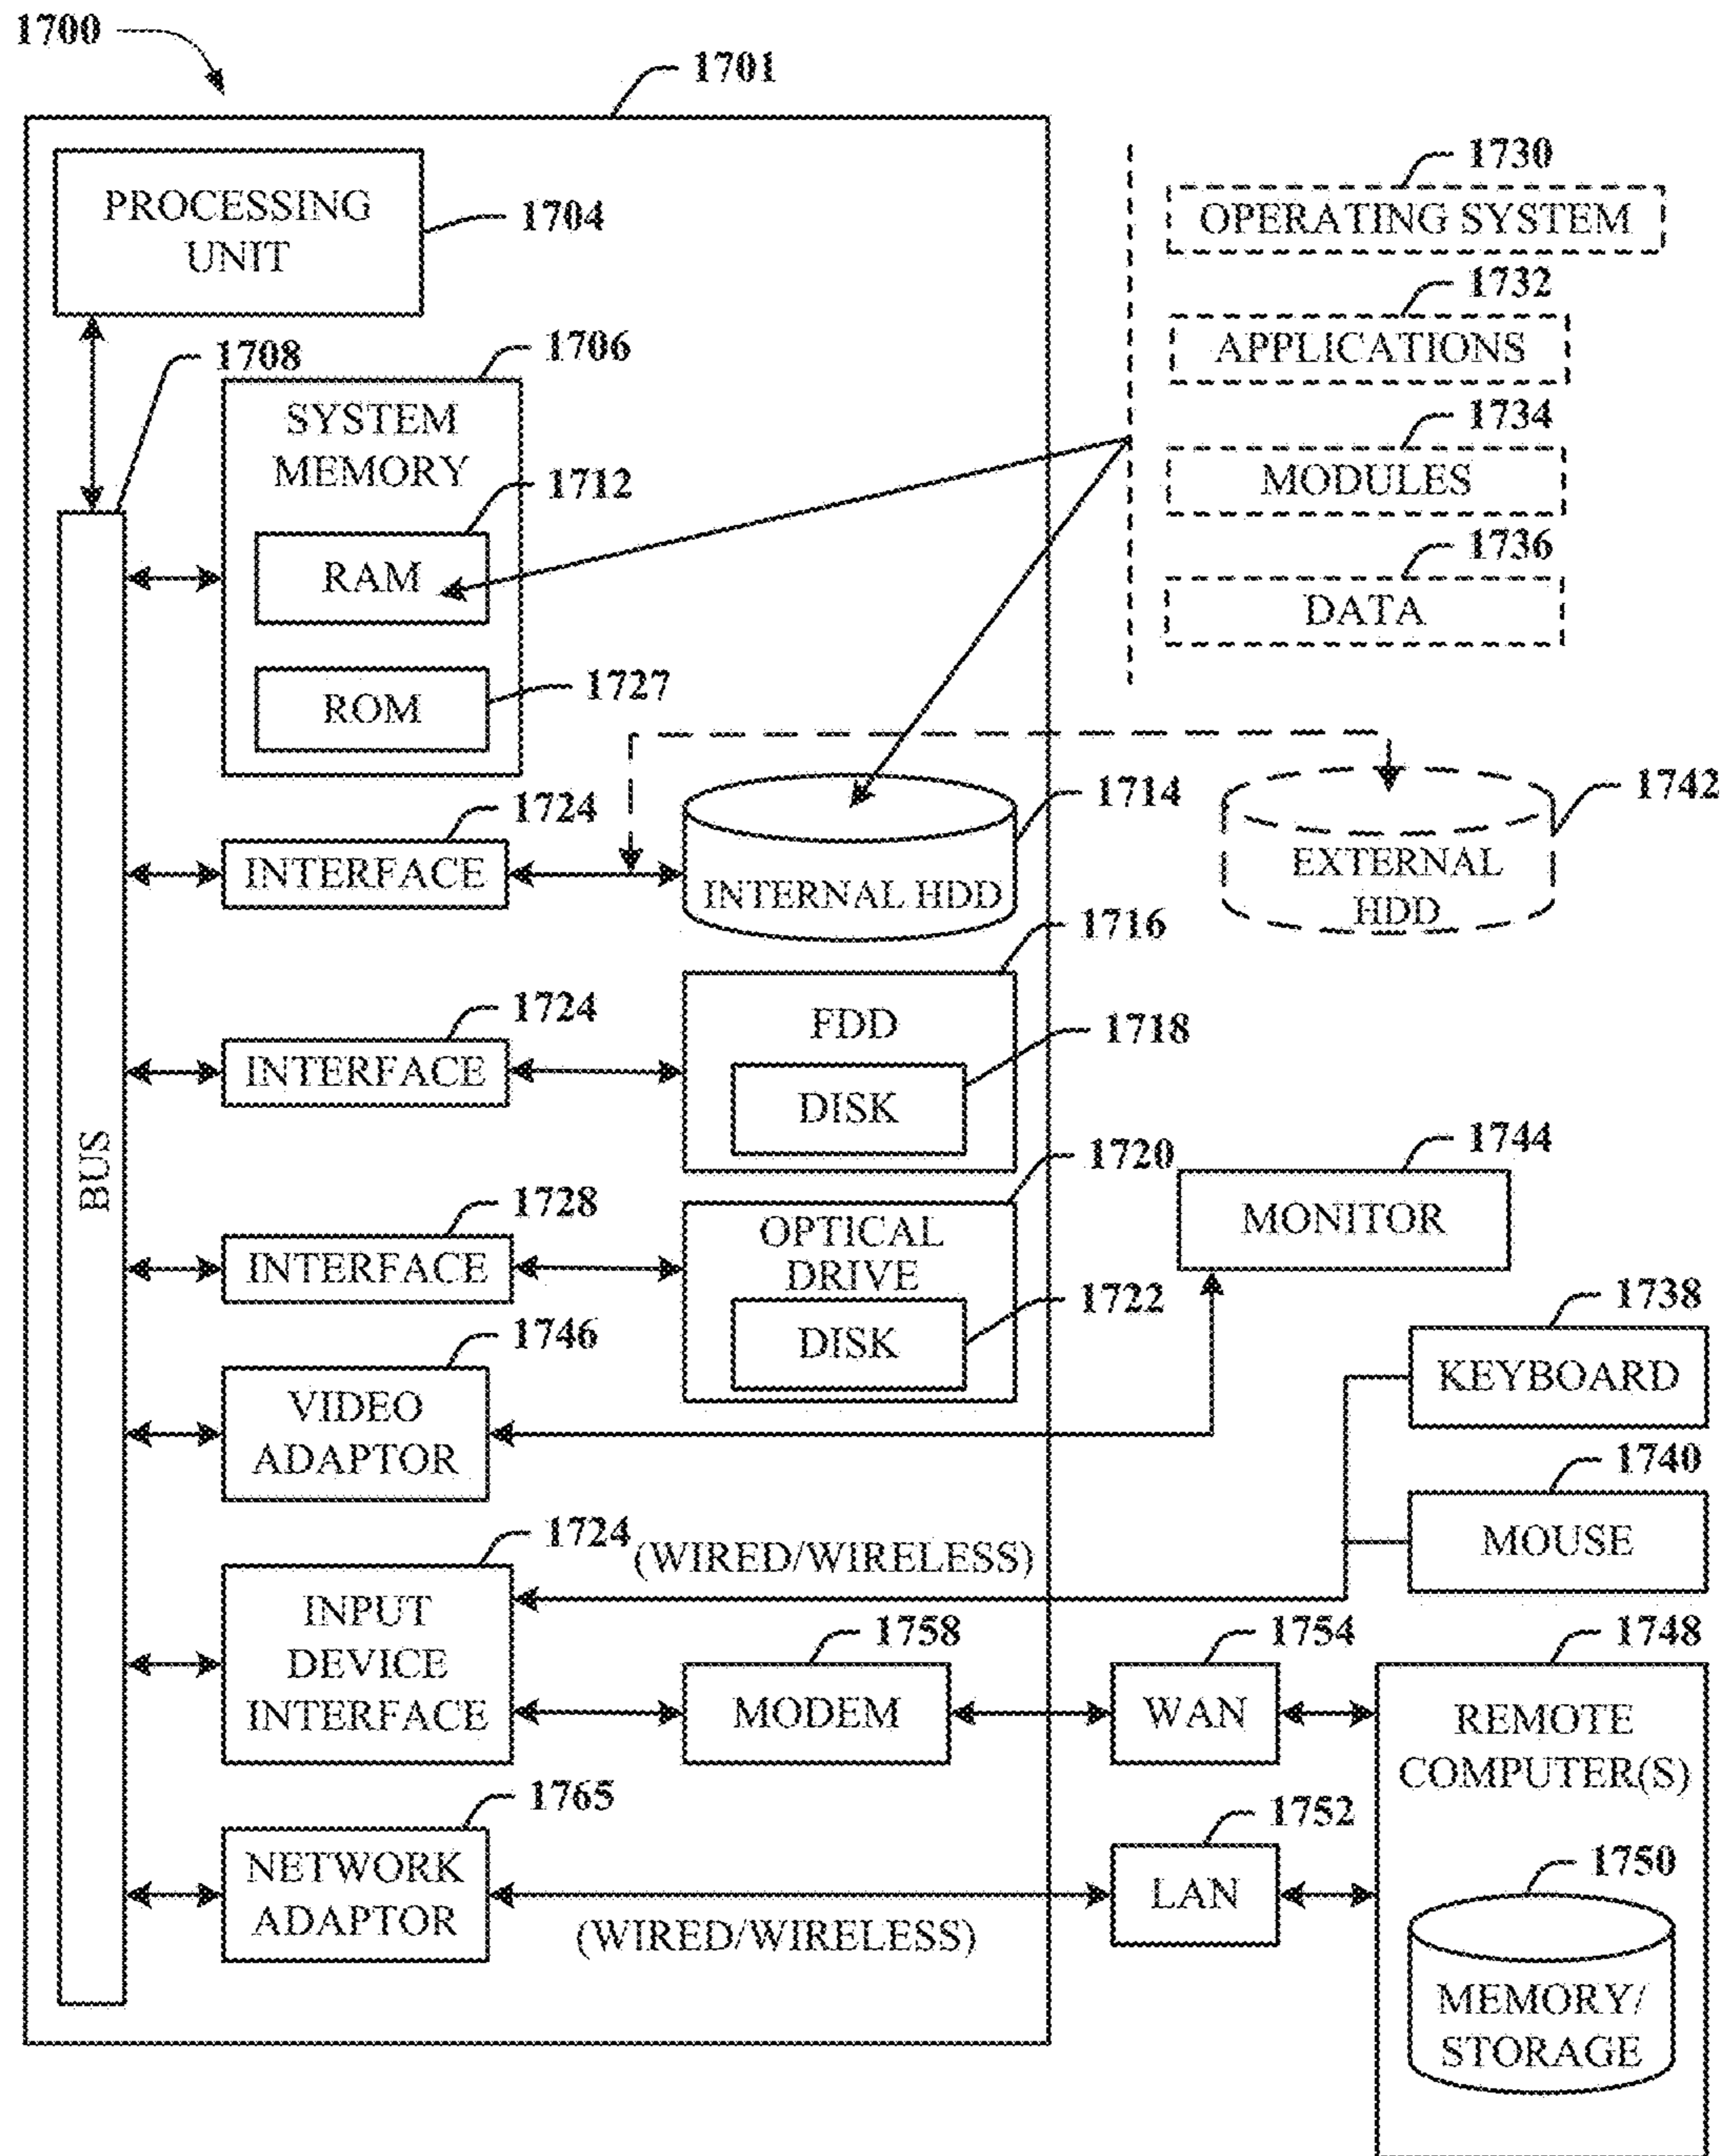 1700
1701
PROCESSING
UNIT
1704
1730
OPERATING SYSTEM
1732
APPLICATIONS
1734
MODULES
1736
DATA
1708
1706
SYSTEM
MEMORY
1712
RAM
1727
ROM
1724
INTERFACE
1714
INTERNAL HDD
1742
EXTERNAL
HDD
1716
FDD
1724
INTERFACE
1718
DISK
BUS
1720
OPTICAL
DRIVE
1728
INTERFACE
1722
DISK
1744
MONITOR
1746
VIDEO
ADAPTOR
1738
KEYBOARD
1740
MOUSE
1724
(WIRED/WIRELESS)
INPUT
DEVICE
INTERFACE
1758
MODEM
1754
WAN
1748
REMOTE
COMPUTER(S)
1765
NETWORK
ADAPTOR
(WIRED/WIRELESS)
1752
LAN
1750
MEMORY/
STORAGE